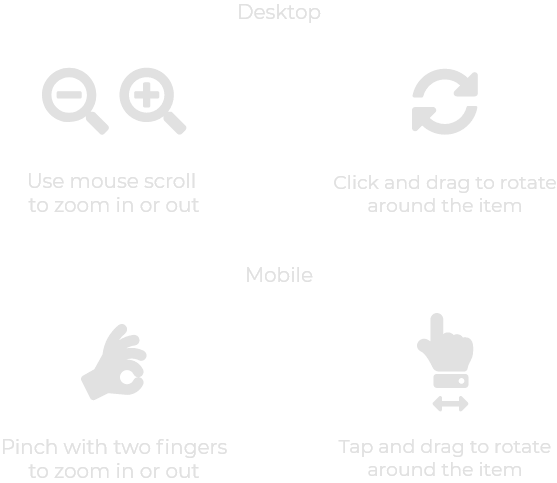 Desktop
Use mouse scroll
to zoom in or out
Click and drag to rotate
around the item
Mobile
Pinch with two fingers
to zoom in or out
Tap and drag to rotate
around the item